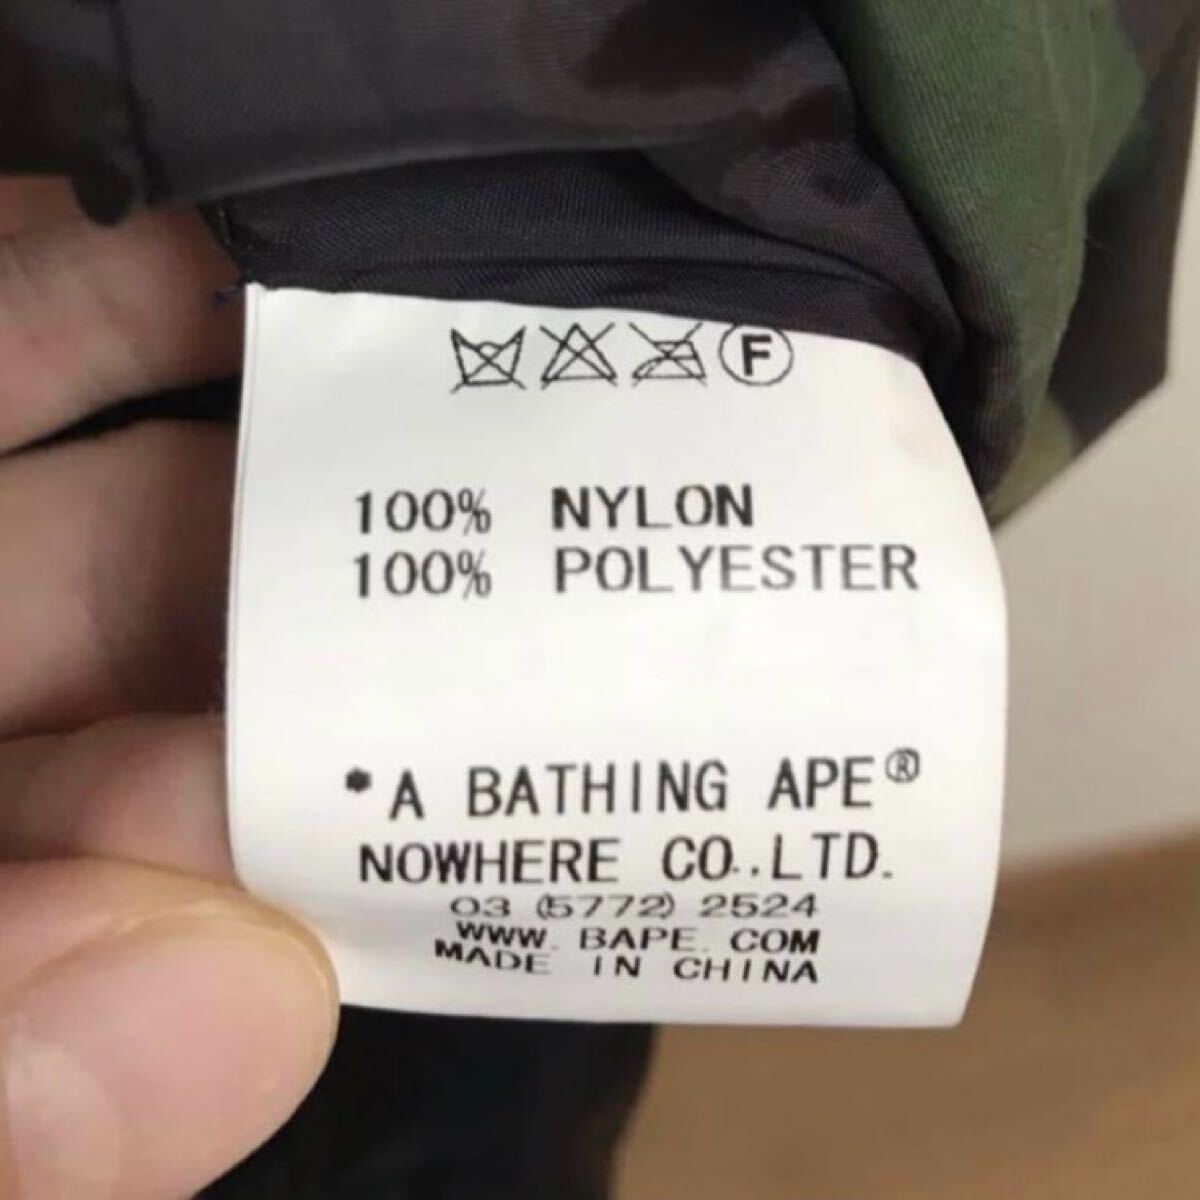 F
100% NYLON
100% POLYESTER
*A BATHING APE®
NOWHERE CO.,LTD.
03 (5772) 2524
WWW. BAPE. COM
MADE IN CHINA